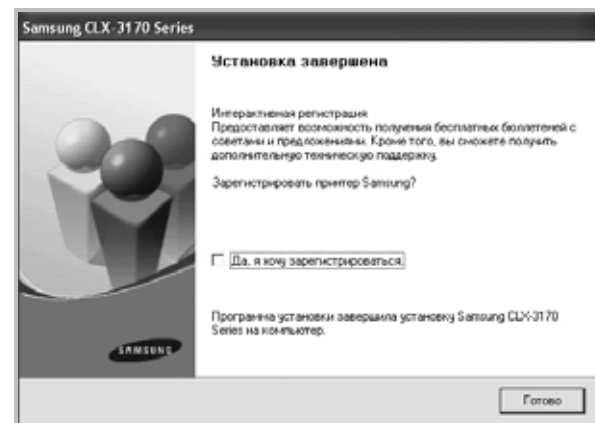 Samsung CLX-3170 Series
Установка завершена
Интерактивная регистрация
Предоставляет возможность получения бесплатных бюллетеней с
советами и предложениями. Кроме того, вы сможете получить
дополнительную техническую поддержку.
Зарегистрировать принтер Samsung?
Да, я хочу зарегистрироваться.
Программа установки завершила установку Samsung CLX-3170
Series на компьютер.
SAMSUNG
Готово